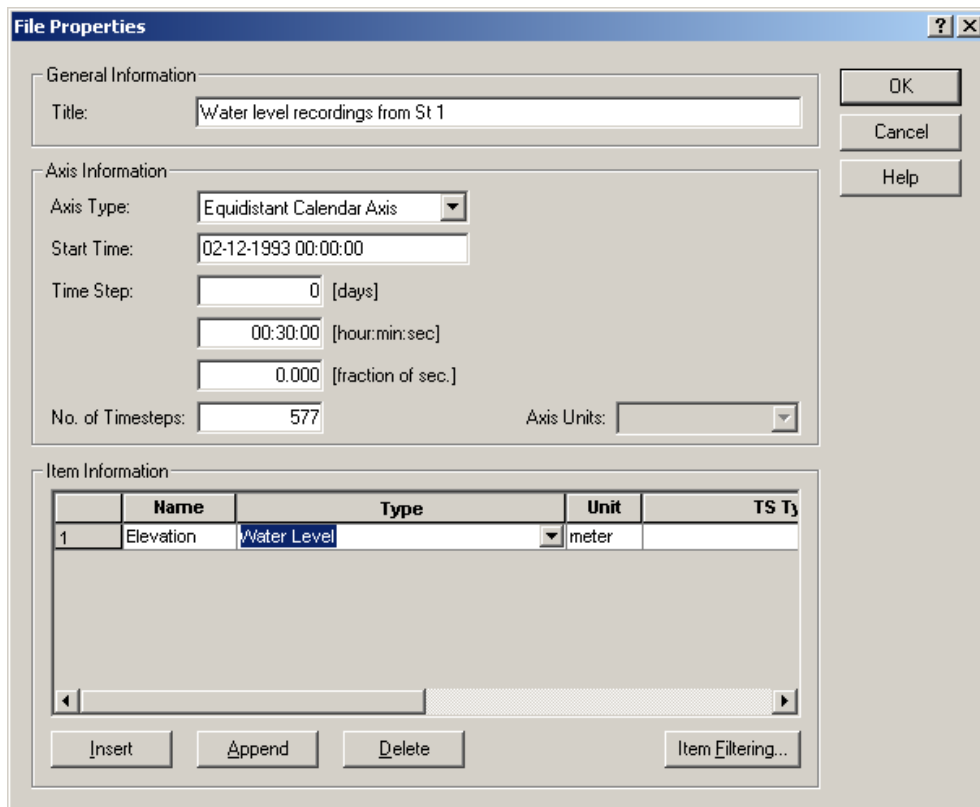 File Properties
General Information
Title: Water level recordings from St 1
OK
Cancel
Help
Axis Information
Axis Type: Equidistant Calendar Axis
Start Time: 02-12-1993 00:00:00
Time Step: 0 [days]
00:30:00 [hour:min:sec]
0.000 [fraction of sec.]
No. of Timesteps: 577 Axis Units:
Item Information
Name Type Unit TS Ty
1 Elevation Water Level meter
Insert Append Delete Item Filtering...